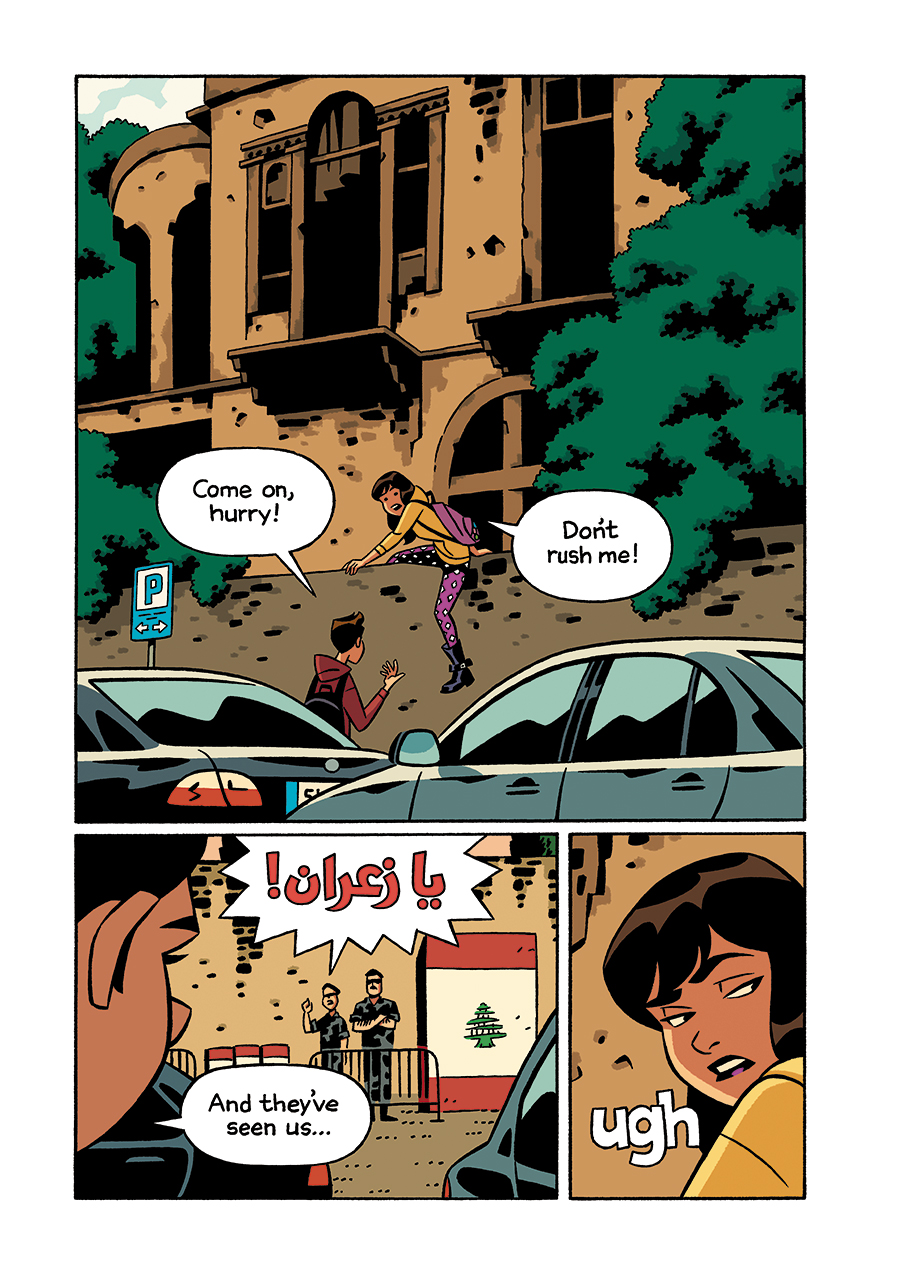 Come on,
hurry!
Don't
rush me!
P
يا زعران!
And they've
seen us...
ugh